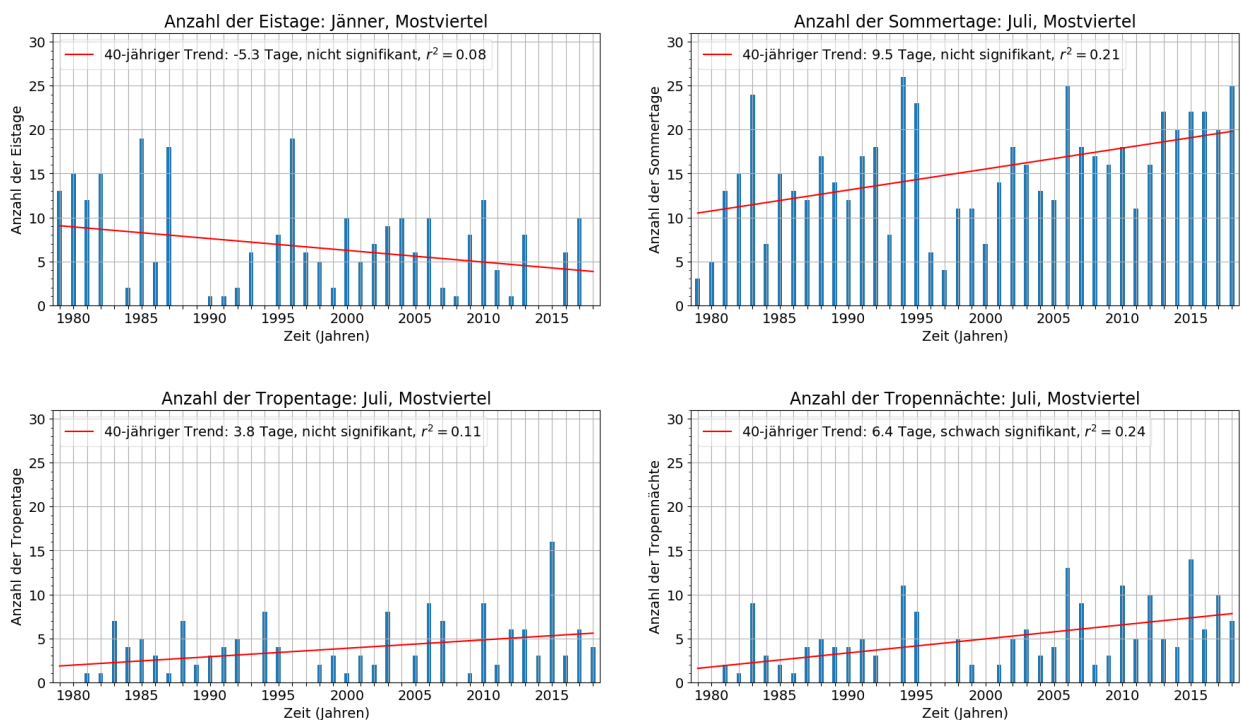 Anzahl der Eistage: Jänner, Mostviertel
40-jähriger Trend: -5.3 Tage, nicht signifikant, r² = 0.08
Anzahl der Eistage
30
25
20
15
10
5
0
1980 1985 1990 1995 2000 2005 2010 2015
Zeit (Jahren)
Anzahl der Sommertage: Juli, Mostviertel
40-jähriger Trend: 9.5 Tage, nicht signifikant, r² = 0.21
Anzahl der Sommertage
30
25
20
15
10
5
0
1980 1985 1990 1995 2000 2005 2010 2015
Zeit (Jahren)
Anzahl der Tropentage: Juli, Mostviertel
40-jähriger Trend: 3.8 Tage, nicht signifikant, r² = 0.11
Anzahl der Tropentage
30
25
20
15
10
5
0
1980 1985 1990 1995 2000 2005 2010 2015
Zeit (Jahren)
Anzahl der Tropennächte: Juli, Mostviertel
40-jähriger Trend: 6.4 Tage, schwach signifikant, r² = 0.24
Anzahl der Tropennächte
30
25
20
15
10
5
0
1980 1985 1990 1995 2000 2005 2010 2015
Zeit (Jahren)